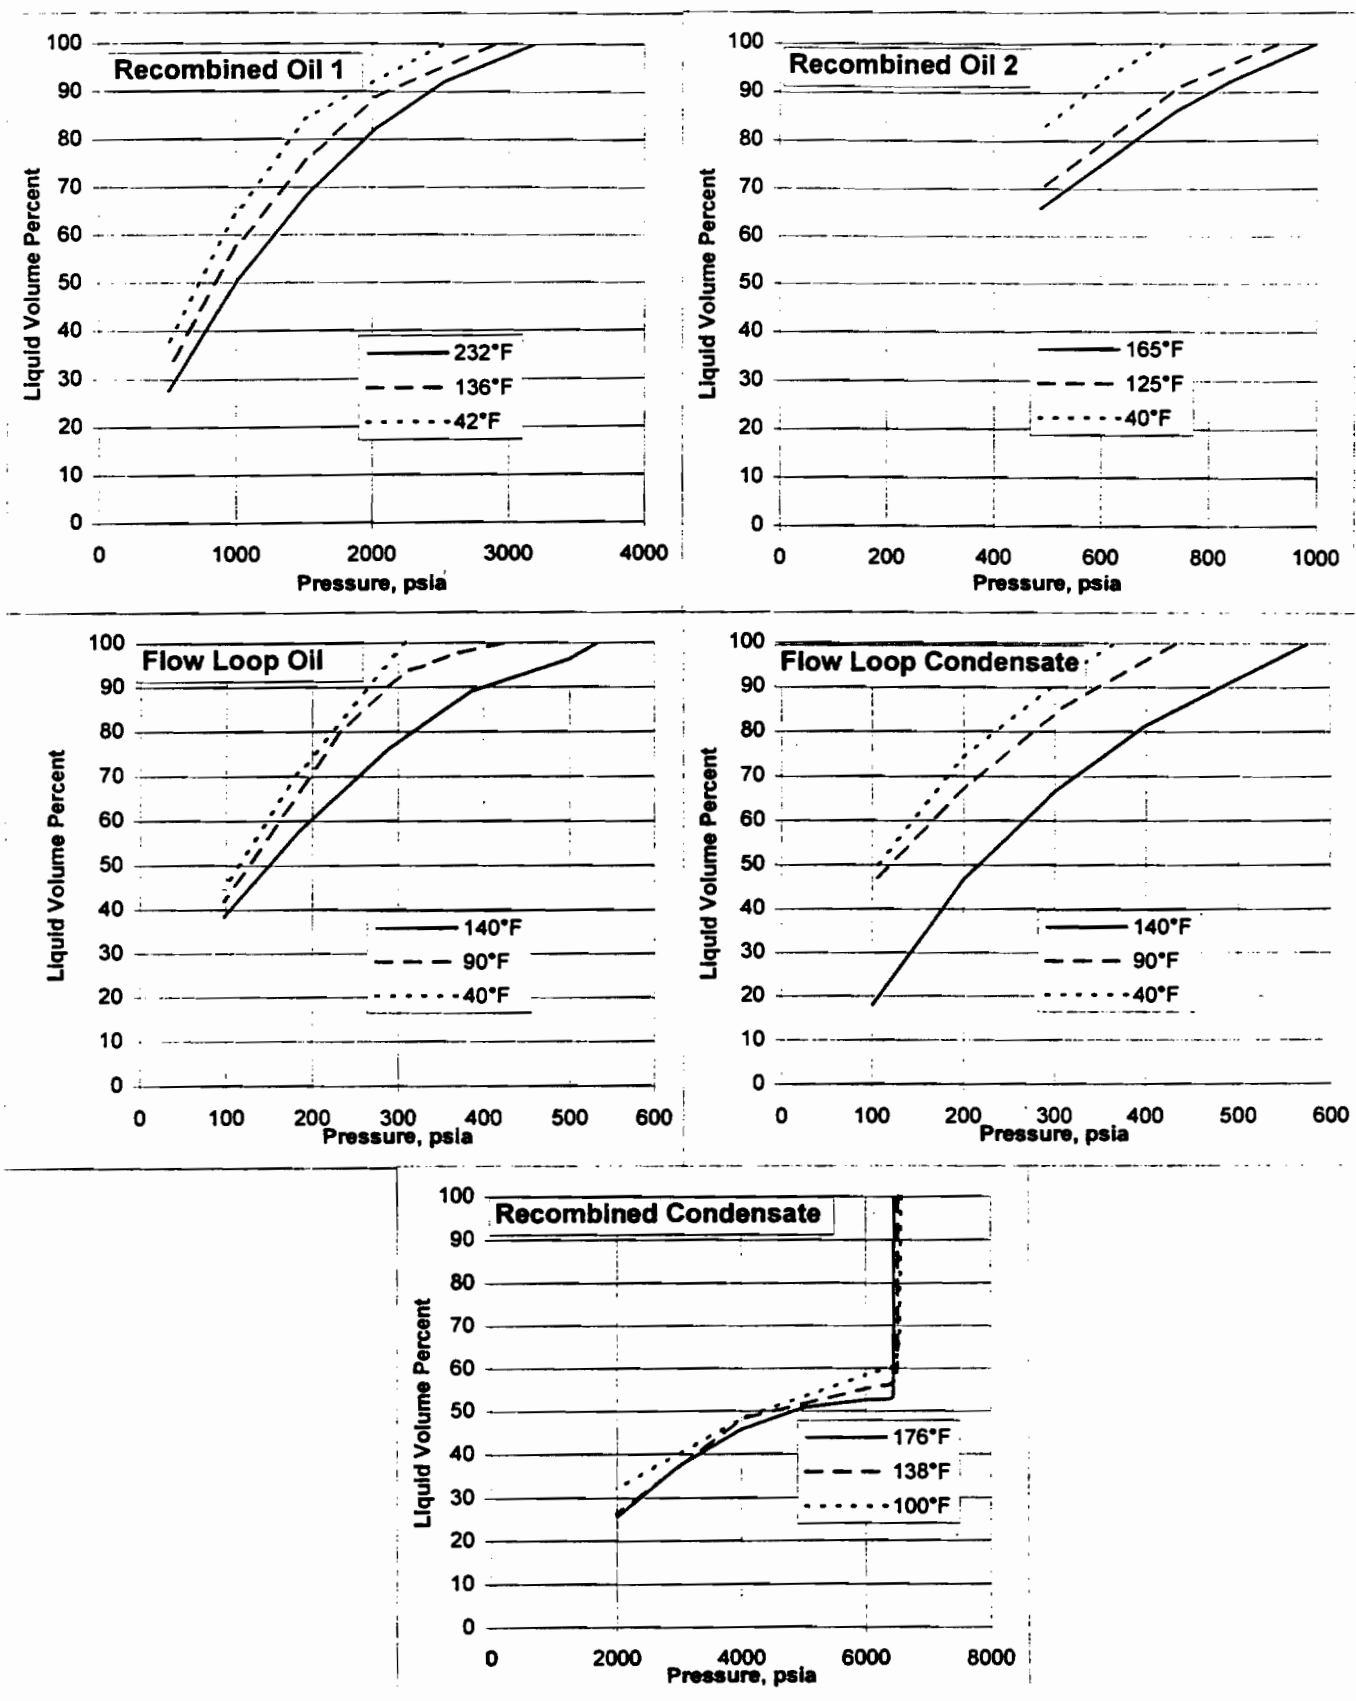 Recombined Oil 1
Liquid Volume Percent
100
90
80
70
60
50
40
30
20
10
0
232°F
136°F
42°F
0 1000 2000 3000 4000
Pressure, psia
Recombined Oil 2
Liquid Volume Percent
100
90
80
70
60
50
40
30
20
10
0
165°F
125°F
40°F
0 200 400 600 800 1000
Pressure, psia
Flow Loop Oil
Liquid Volume Percent
100
90
80
70
60
50
40
30
20
10
0
140°F
90°F
40°F
0 100 200 300 400 500 600
Pressure, psia
Flow Loop Condensate
Liquid Volume Percent
100
90
80
70
60
50
40
30
20
10
0
140°F
90°F
40°F
0 100 200 300 400 500 600
Pressure, psia
Recombined Condensate
Liquid Volume Percent
100
90
80
70
60
50
40
30
20
10
0
176°F
138°F
100°F
0 2000 4000 6000 8000
Pressure, psia